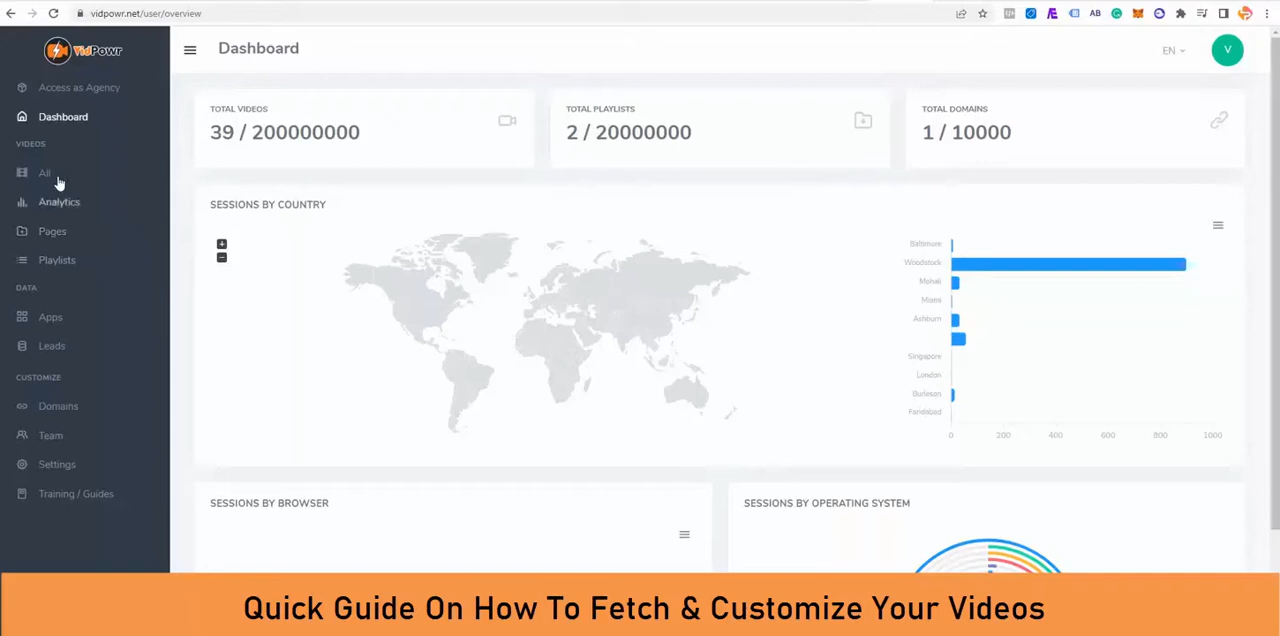 vidpowr.net/user/overview
VidPowr
Dashboard
EN
V
Access as Agency
Dashboard
VIDEOS
All
Analytics
Pages
Playlists
DATA
Apps
Leads
CUSTOMIZE
Domains
Team
Settings
Training / Guides
TOTAL VIDEOS
39 / 200000000
TOTAL PLAYLISTS
2 / 20000000
TOTAL DOMAINS
1 / 10000
SESSIONS BY COUNTRY
+
−
Baltimore
Woodstock
Mohali
Miami
Ashburn
Singapore
London
Burleson
Faridabad
0 200 400 600 800 1000
SESSIONS BY BROWSER
SESSIONS BY OPERATING SYSTEM
Quick Guide On How To Fetch & Customize Your Videos